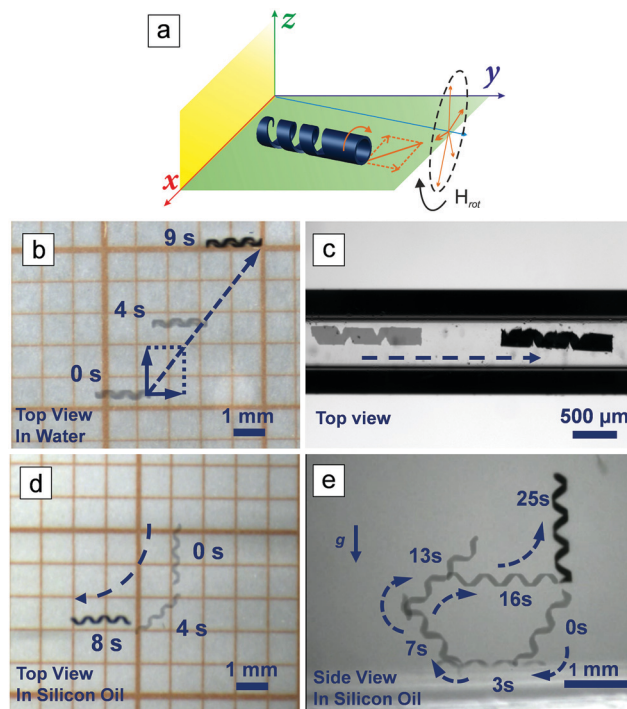 a
z
y
x
Hrot
b
9 s
4 s
0 s
Top View
In Water
1 mm
c
Top view
500 μm
d
0 s
4 s
8 s
Top View
In Silicon Oil
1 mm
e
25s
g
13s
16s
0s
7s
3s
Side View
In Silicon Oil
1 mm